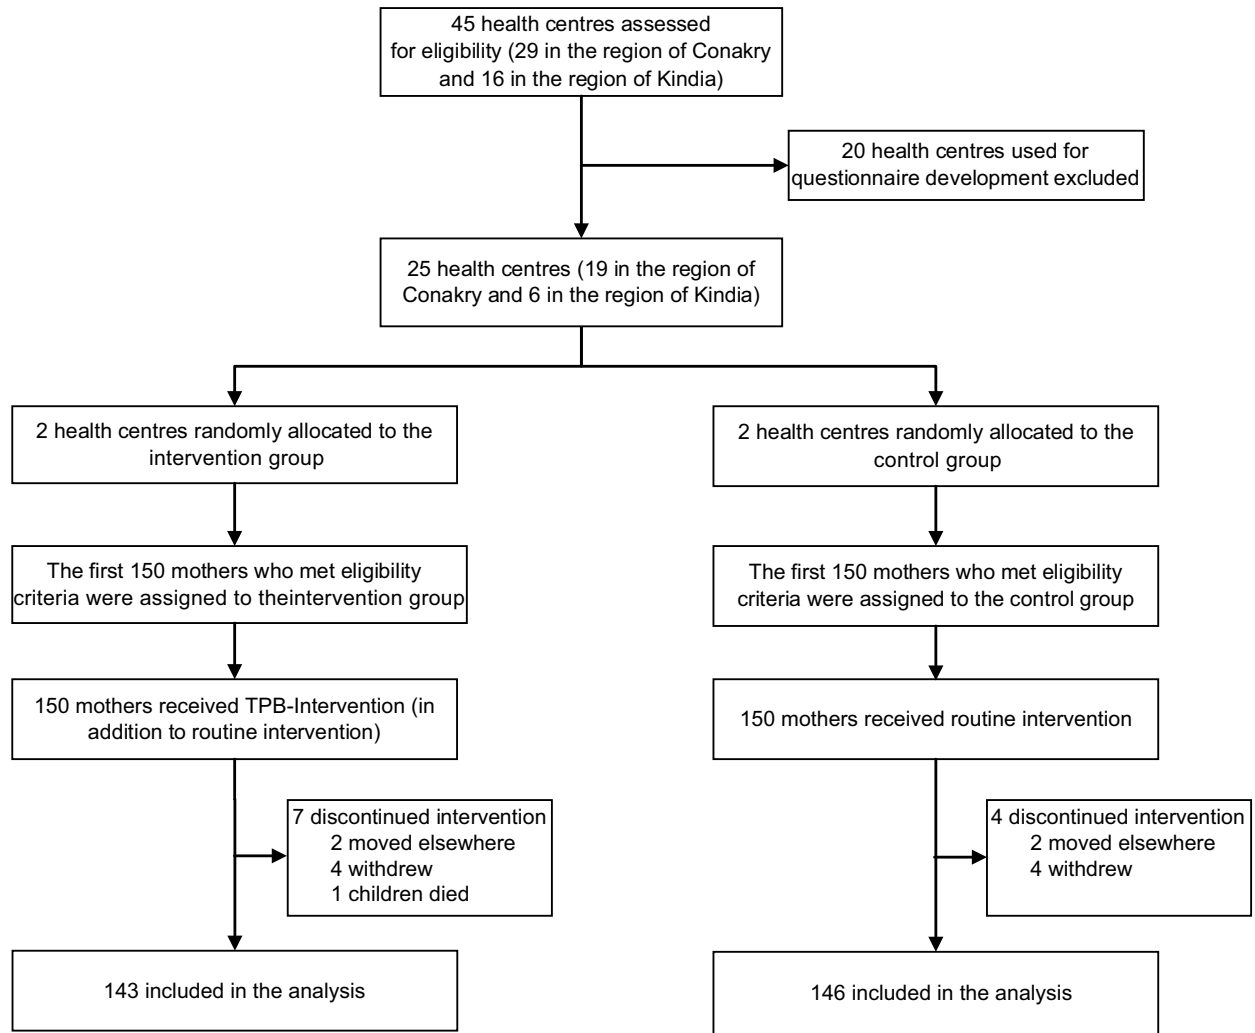 45 health centres assessed
for eligibility (29 in the region of Conakry
and 16 in the region of Kindia)
20 health centres used for
questionnaire development excluded
25 health centres (19 in the region of
Conakry and 6 in the region of Kindia)
2 health centres randomly allocated to the
intervention group
2 health centres randomly allocated to the
control group
The first 150 mothers who met eligibility
criteria were assigned to theintervention group
The first 150 mothers who met eligibility
criteria were assigned to the control group
150 mothers received TPB-Intervention (in
addition to routine intervention)
150 mothers received routine intervention
7 discontinued intervention
2 moved elsewhere
4 withdrew
1 children died
4 discontinued intervention
2 moved elsewhere
4 withdrew
143 included in the analysis
146 included in the analysis